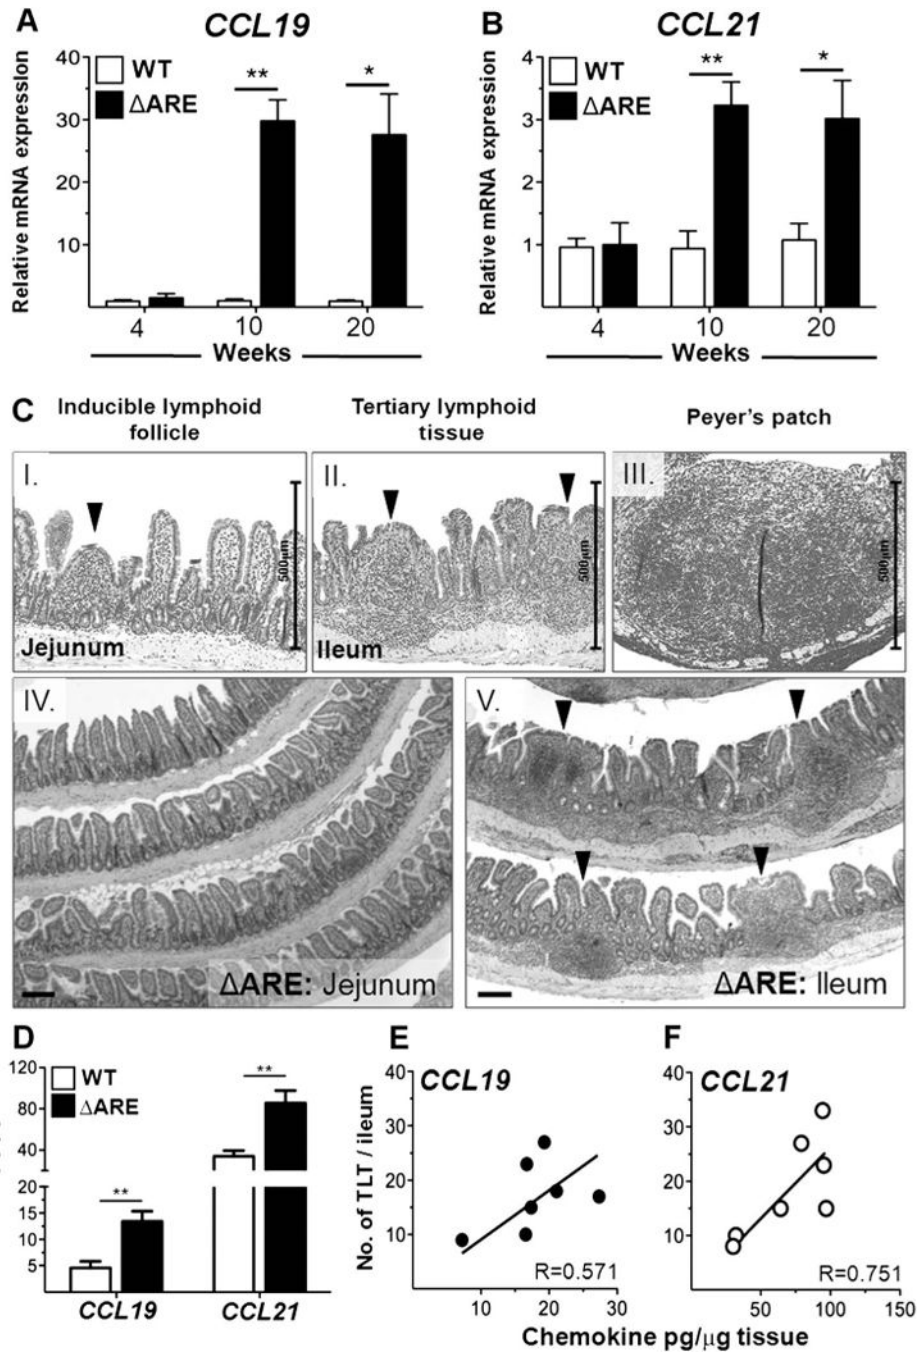 A
CCL19
Relative mRNA expression
40
30
20
10
WT
ΔARE
**
*
4
10
20
Weeks
B
CCL21
Relative mRNA expression
4
3
2
1
WT
ΔARE
**
*
4
10
20
Weeks
C
Inducible lymphoid
follicle
Tertiary lymphoid
tissue
Peyer's patch
I.
500µm
Jejunum
II.
500µm
Ileum
III.
500µm
IV.
ΔARE: Jejunum
V.
ΔARE: Ileum
D
120
80
40
20
15
10
5
WT
ΔARE
**
**
CCL19
CCL21
E
CCL19
No. of TLT / ileum
40
30
20
10
R=0.571
10
20
30
F
CCL21
40
30
20
10
R=0.751
50
100
150
Chemokine pg/µg tissue